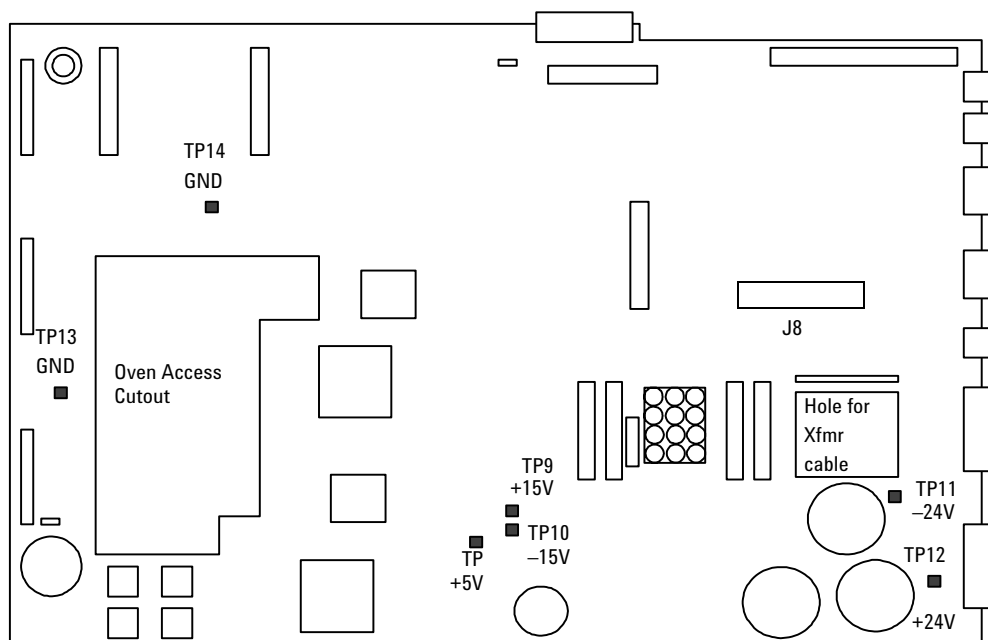 TP14
GND
J8
TP13
GND
Oven Access
Cutout
Hole for
Xfmr
cable
TP9
+15V
TP10
–15V
TP
+5V
TP11
–24V
TP12
+24V